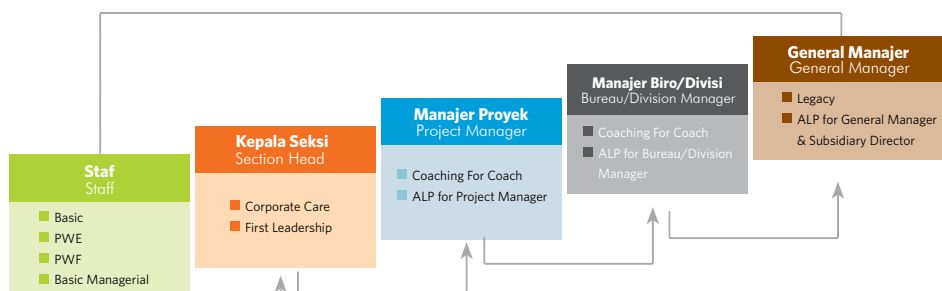 General Manajer
General Manager
Legacy
ALP for General Manager
& Subsidiary Director
Manajer Biro/Divisi
Bureau/Division Manager
Coaching For Coach
ALP for Bureau/Division
Manager
Manajer Proyek
Project Manager
Coaching For Coach
ALP for Project Manager
Kepala Seksi
Section Head
Corporate Care
First Leadership
Staf
Staff
Basic
PWE
PWF
Basic Managerial